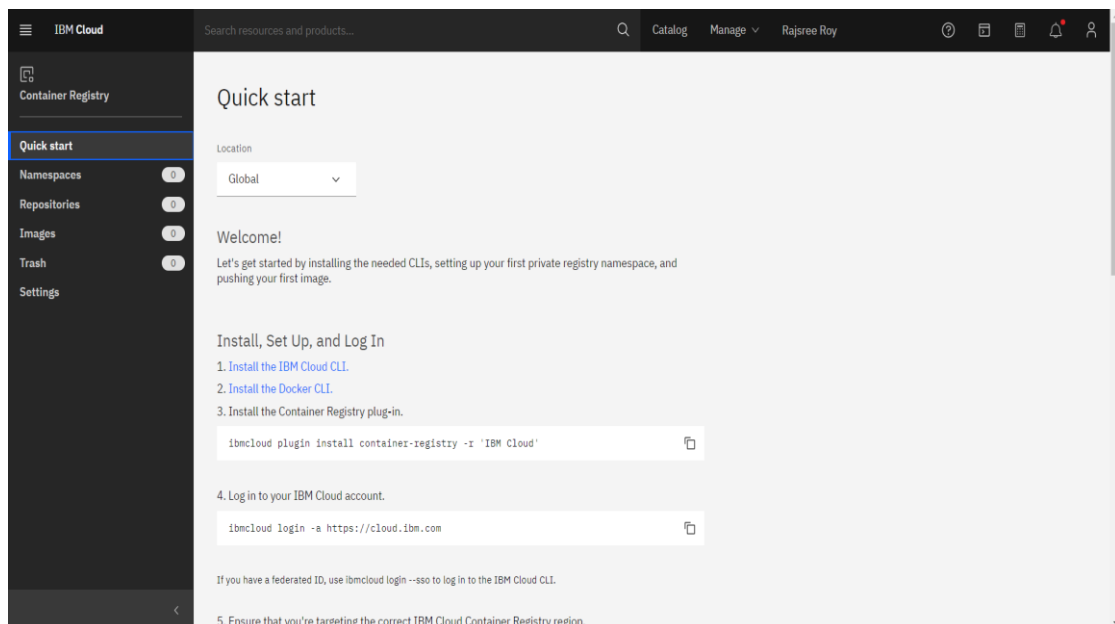 IBM Cloud
Search resources and products...
Catalog
Manage
Rajsree Roy
Container Registry
Quick start
Namespaces 0
Repositories 0
Images 0
Trash 0
Settings
Quick start
Location
Global
Welcome!
Let's get started by installing the needed CLIs, setting up your first private registry namespace, and
pushing your first image.
Install, Set Up, and Log In
1. Install the IBM Cloud CLI.
2. Install the Docker CLI.
3. Install the Container Registry plug-in.
ibmcloud plugin install container-registry -r 'IBM Cloud'
4. Log in to your IBM Cloud account.
ibmcloud login -a https://cloud.ibm.com
If you have a federated ID, use ibmcloud login --sso to log in to the IBM Cloud CLI.
5. Ensure that you're targeting the correct IBM Cloud Container Registry region.